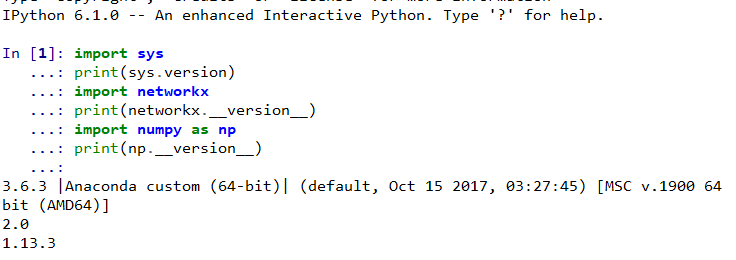 IPython 6.1.0 -- An enhanced Interactive Python. Type '?' for help.
In [1]: import sys
...: print(sys.version)
...: import networkx
...: print(networkx.__version__)
...: import numpy as np
...: print(np.__version__)
...:
3.6.3 |Anaconda custom (64-bit)| (default, Oct 15 2017, 03:27:45) [MSC v.1900 64
bit (AMD64)]
2.0
1.13.3